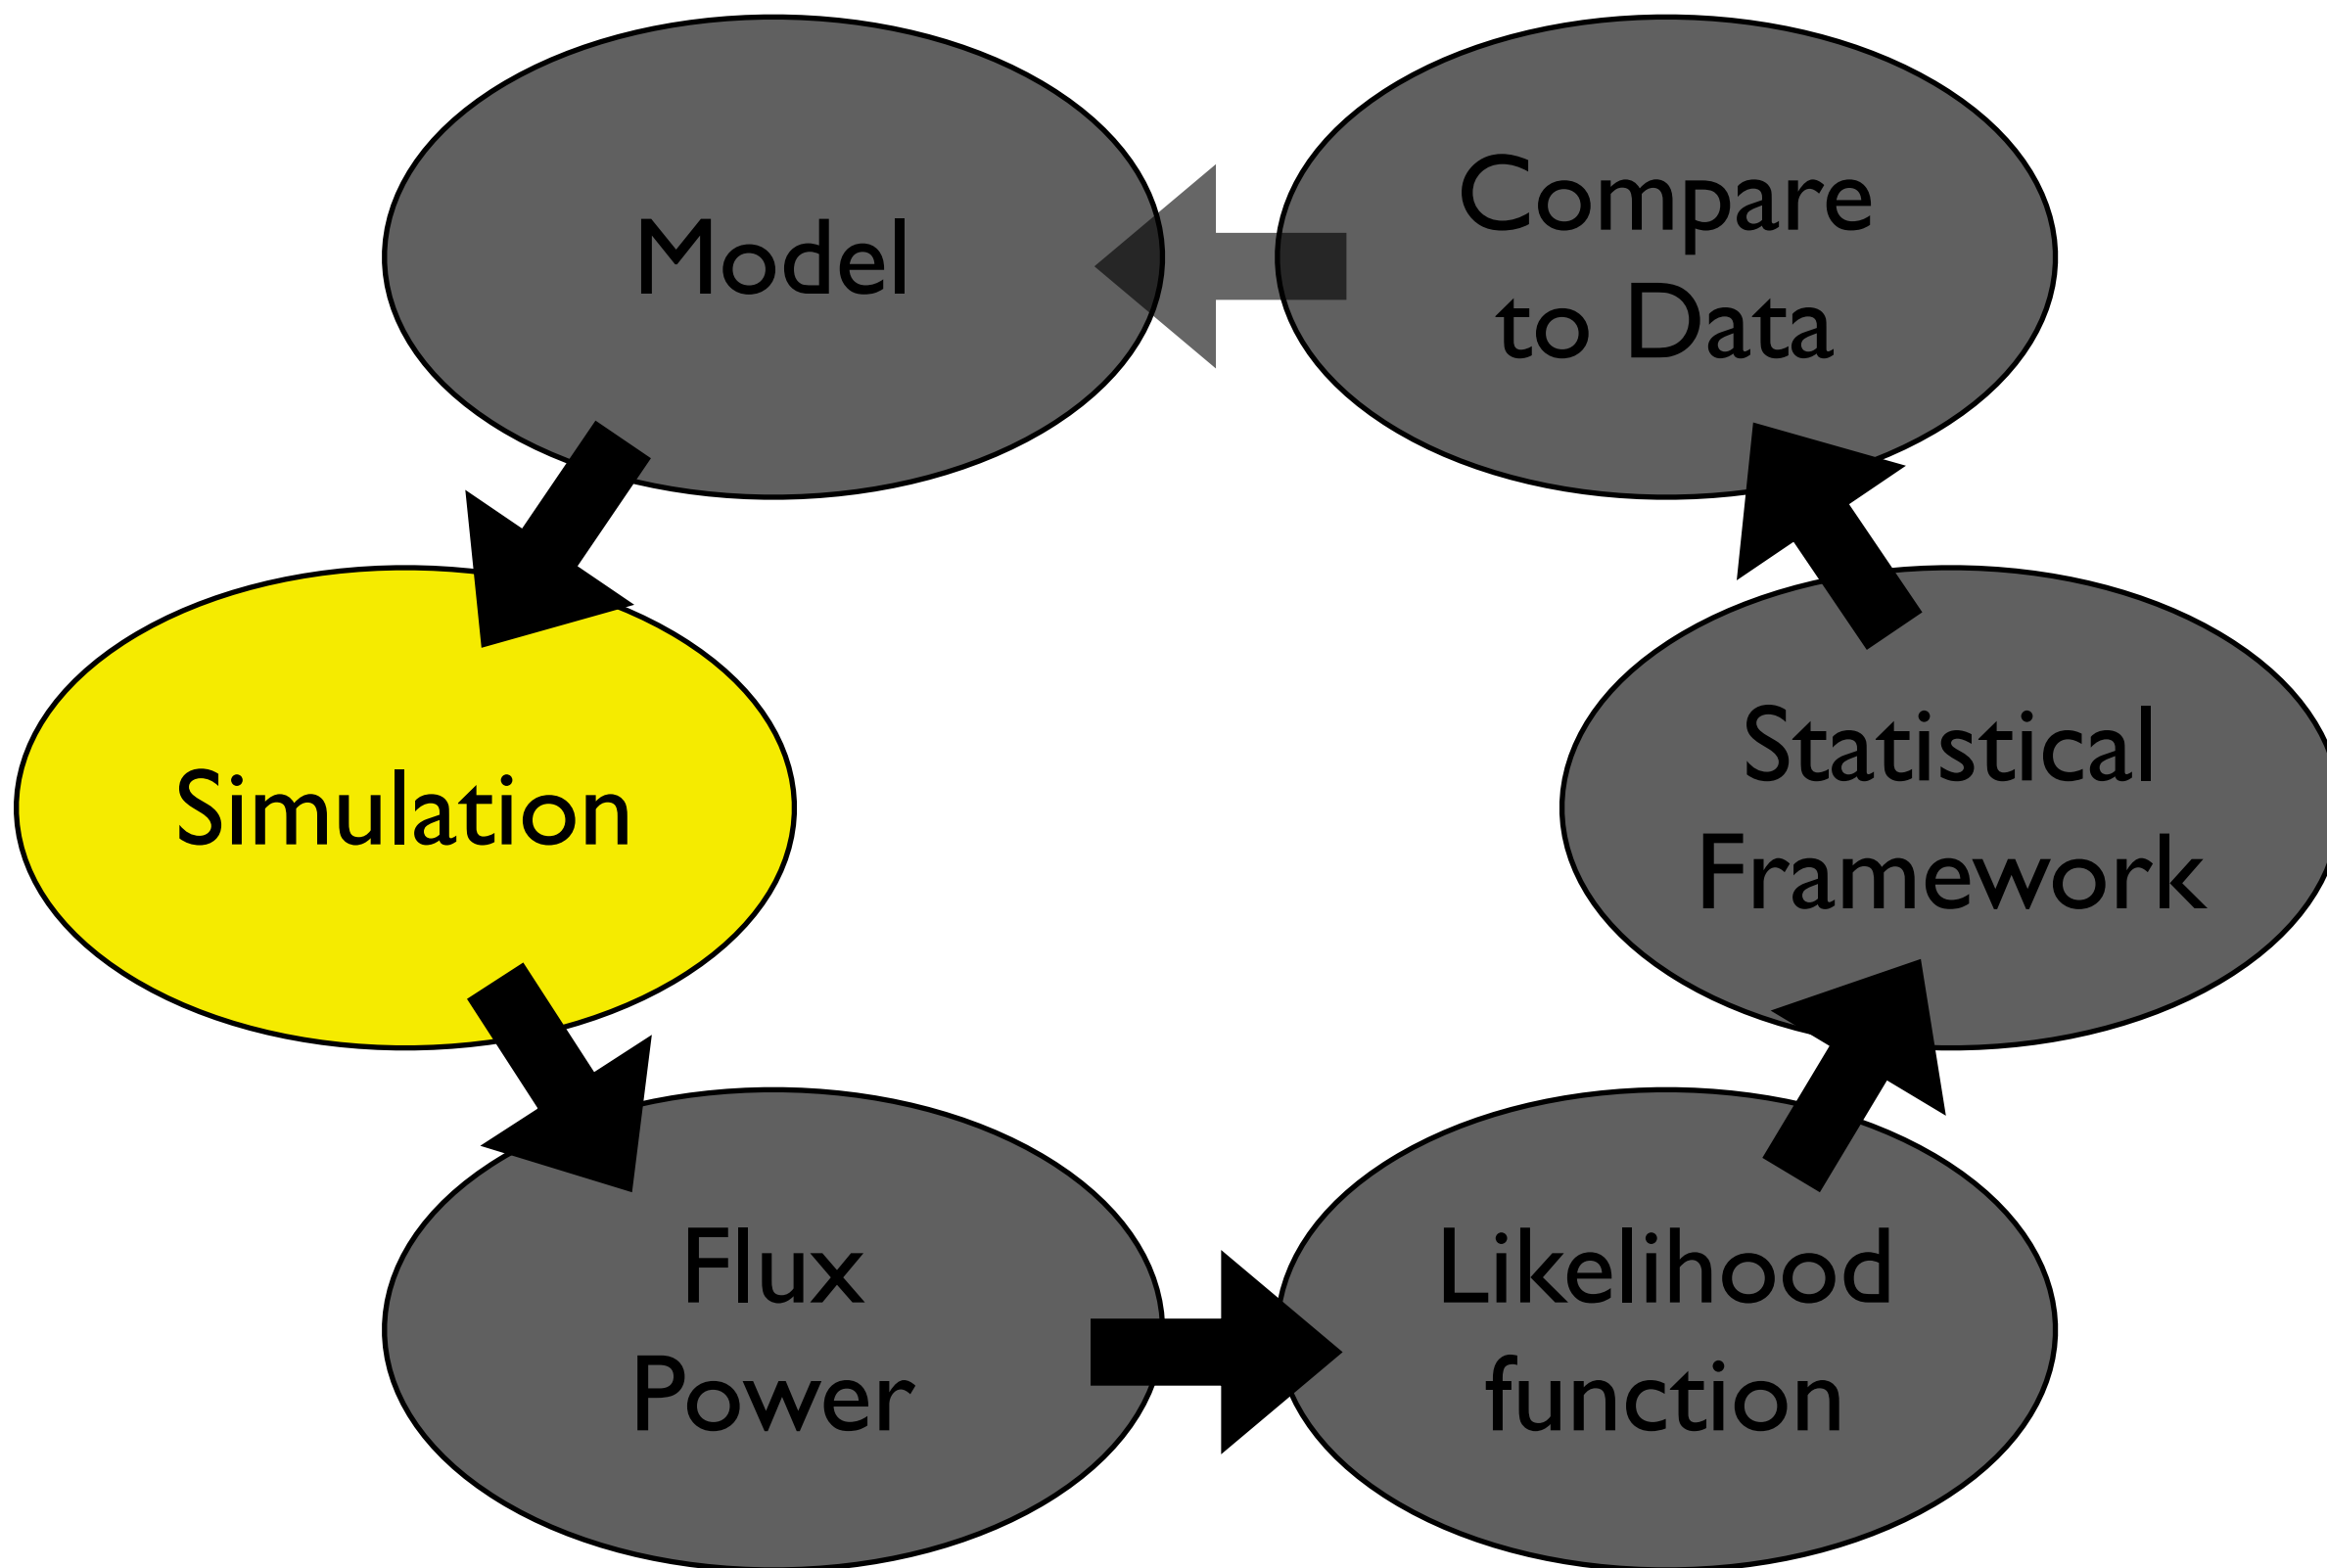 Model
Compare
to Data
Simulation
Statistical
Framework
Flux
Power
Likelihood
function